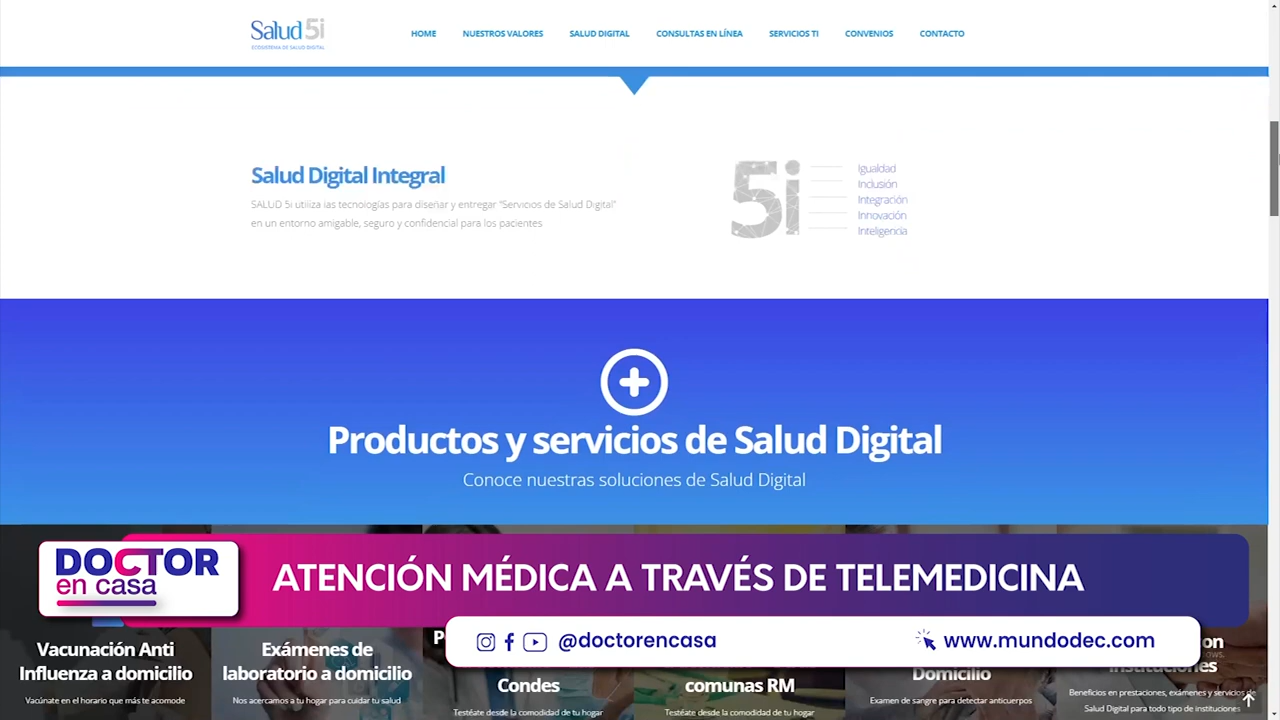 Salud 5i
ECOSISTEMA DE SALUD DIGITAL
HOME
NUESTROS VALORES
SALUD DIGITAL
CONSULTAS EN LÍNEA
SERVICIOS TI
CONVENIOS
CONTACTO
Salud Digital Integral
SALUD 5i utiliza las tecnologías para diseñar y entregar "Servicios de Salud Digital"
en un entorno amigable, seguro y confidencial para los pacientes
5i
Igualdad
Inclusión
Integración
Innovación
Inteligencia
Productos y servicios de Salud Digital
Conoce nuestras soluciones de Salud Digital
DOCTOR
en casa
ATENCIÓN MÉDICA A TRAVÉS DE TELEMEDICINA
@doctorencasa
www.mundodec.com
Vacunación Anti
Influenza a domicilio
Vacúnate en el horario que más te acomode
Exámenes de
laboratorio a domicilio
Nos acercamos a tu hogar para cuidar tu salud
Condes
Testéate desde la comodidad de tu hogar
comunas RM
Testéate desde la comodidad de tu hogar
Domicilio
Examen de sangre para detectar anticuerpos
Instituciones
Beneficios en prestaciones, exámenes y servicios de
Salud Digital para todo tipo de instituciones